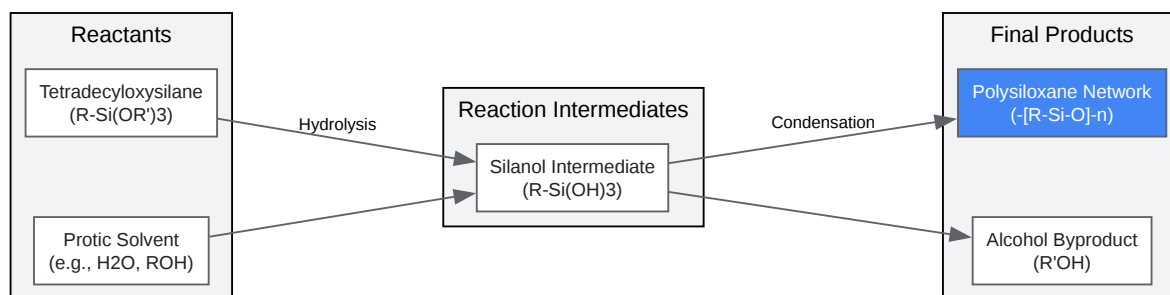 Reactants
Tetradecyloxysilane
(R-Si(OR')3)
Protic Solvent
(e.g., H2O, ROH)
Hydrolysis
Reaction Intermediates
Silanol Intermediate
(R-Si(OH)3)
Condensation
Final Products
Polysiloxane Network
(-[R-Si-O]-n)
Alcohol Byproduct
(R'OH)